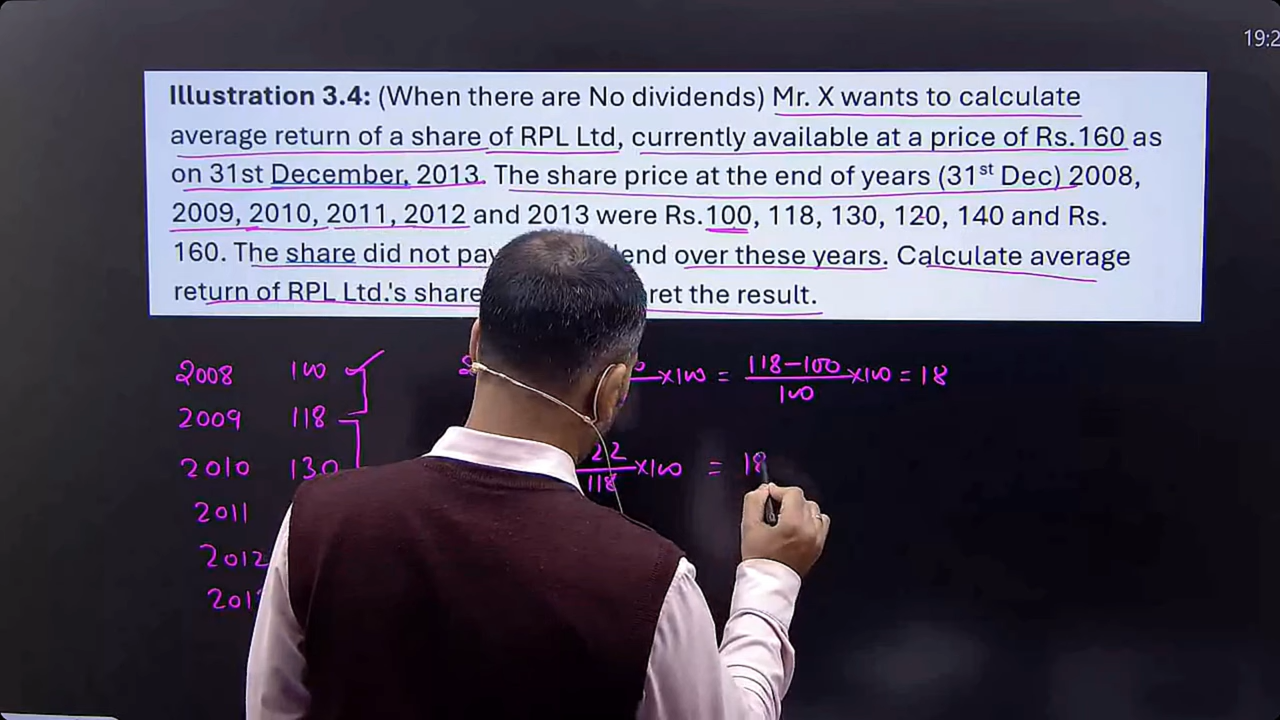 19:2
Illustration 3.4: (When there are No dividends) Mr. X wants to calculate
average return of a share of RPL Ltd, currently available at a price of Rs.160 as
on 31st December, 2013. The share price at the end of years (31st Dec) 2008,
2009, 2010, 2011, 2012 and 2013 were Rs.100, 118, 130, 120, 140 and Rs.
160. The share did not pay end over these years. Calculate average
return of RPL Ltd.'s share ret the result.
2008 100 ×100 = 118-100/100 ×100 = 18
2009 118
2010 130 22/118 ×100 = 18
2011
2012
201